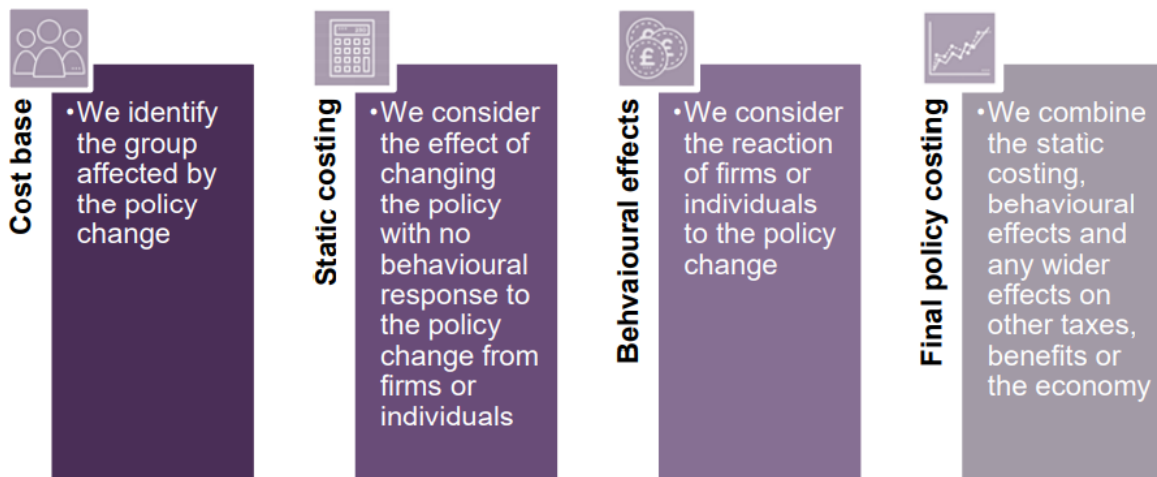 Cost base
•We identify
the group
affected by
the policy
change
Static costing
•We consider
the effect of
changing
the policy
with no
behavioural
response to
the policy
change from
firms or
individuals
Behvaioural effects
•We consider
the reaction
of firms or
individuals
to the policy
change
Final policy costing
•We combine
the static
costing,
behavioural
effects and
any wider
effects on
other taxes,
benefits or
the economy